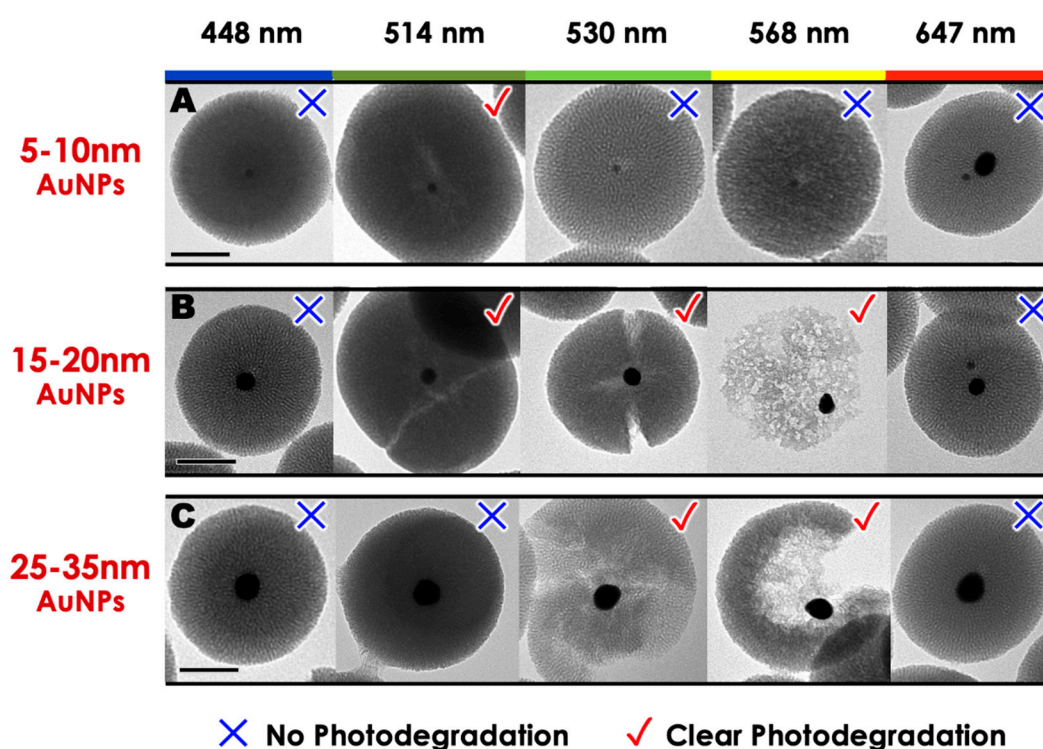 448 nm 514 nm 530 nm 568 nm 647 nm
A
5-10nm
AuNPs
B
15-20nm
AuNPs
C
25-35nm
AuNPs
No Photodegradation Clear Photodegradation